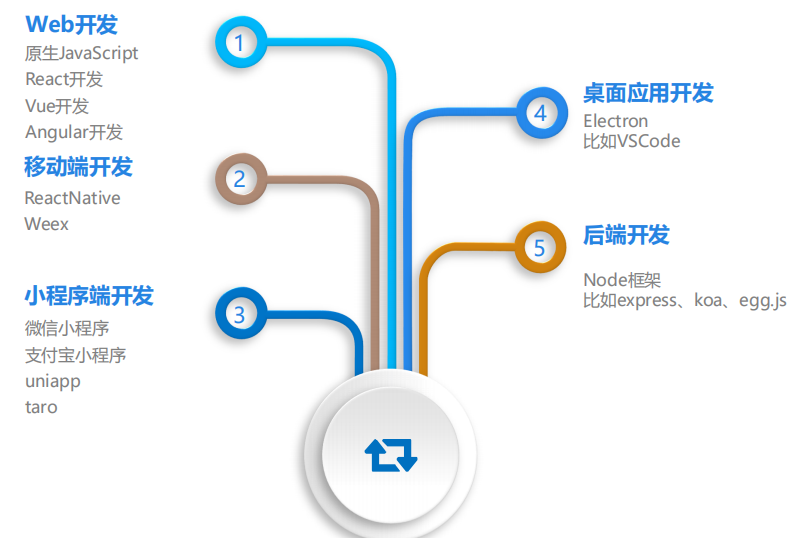 Web开发
原生JavaScript
React开发
Vue开发
Angular开发
1
移动端开发
ReactNative
Weex
2
小程序端开发
微信小程序
支付宝小程序
uniapp
taro
3
4
桌面应用开发
Electron
比如VSCode
5
后端开发
Node框架
比如express、koa、egg.js